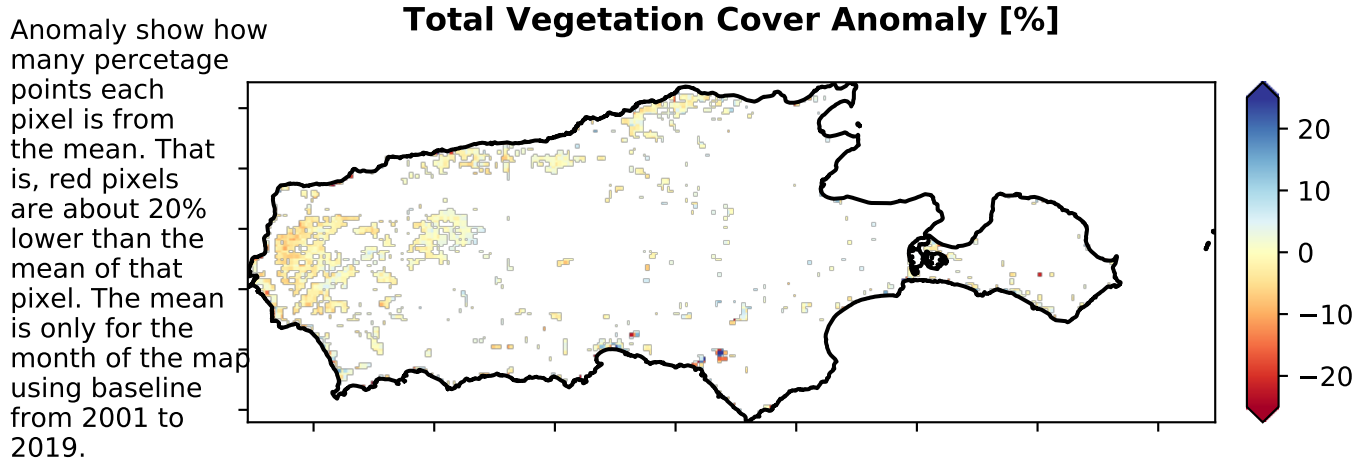 Total Vegetation Cover Anomaly [%]
Anomaly show how
many percetage
points each
pixel is from
the mean. That
is, red pixels
are about 20%
lower than the
mean of that
pixel. The mean
is only for the
month of the map
using baseline
from 2001 to
2019.
20
10
0
−10
−20